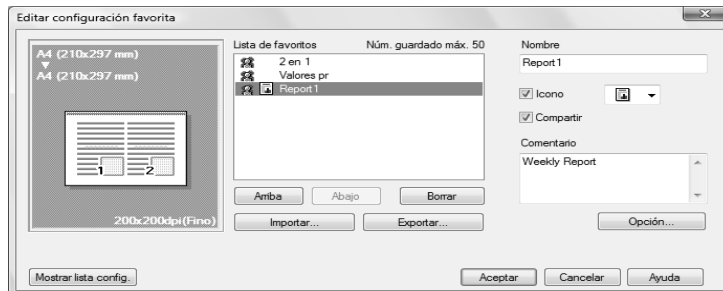 Editar configuración favorita
A4 (210x297 mm)
A4 (210x297 mm)
1 2
200x200dpi(Fino)
Lista de favoritos Núm. guardado máx. 50
2 en 1
Valores pr
Report1
Arriba Abajo Borrar
Importar... Exportar...
Nombre
Report1
Icono
Compartir
Comentario
Weekly Report
Opción...
Mostrar lista config.
Aceptar Cancelar Ayuda